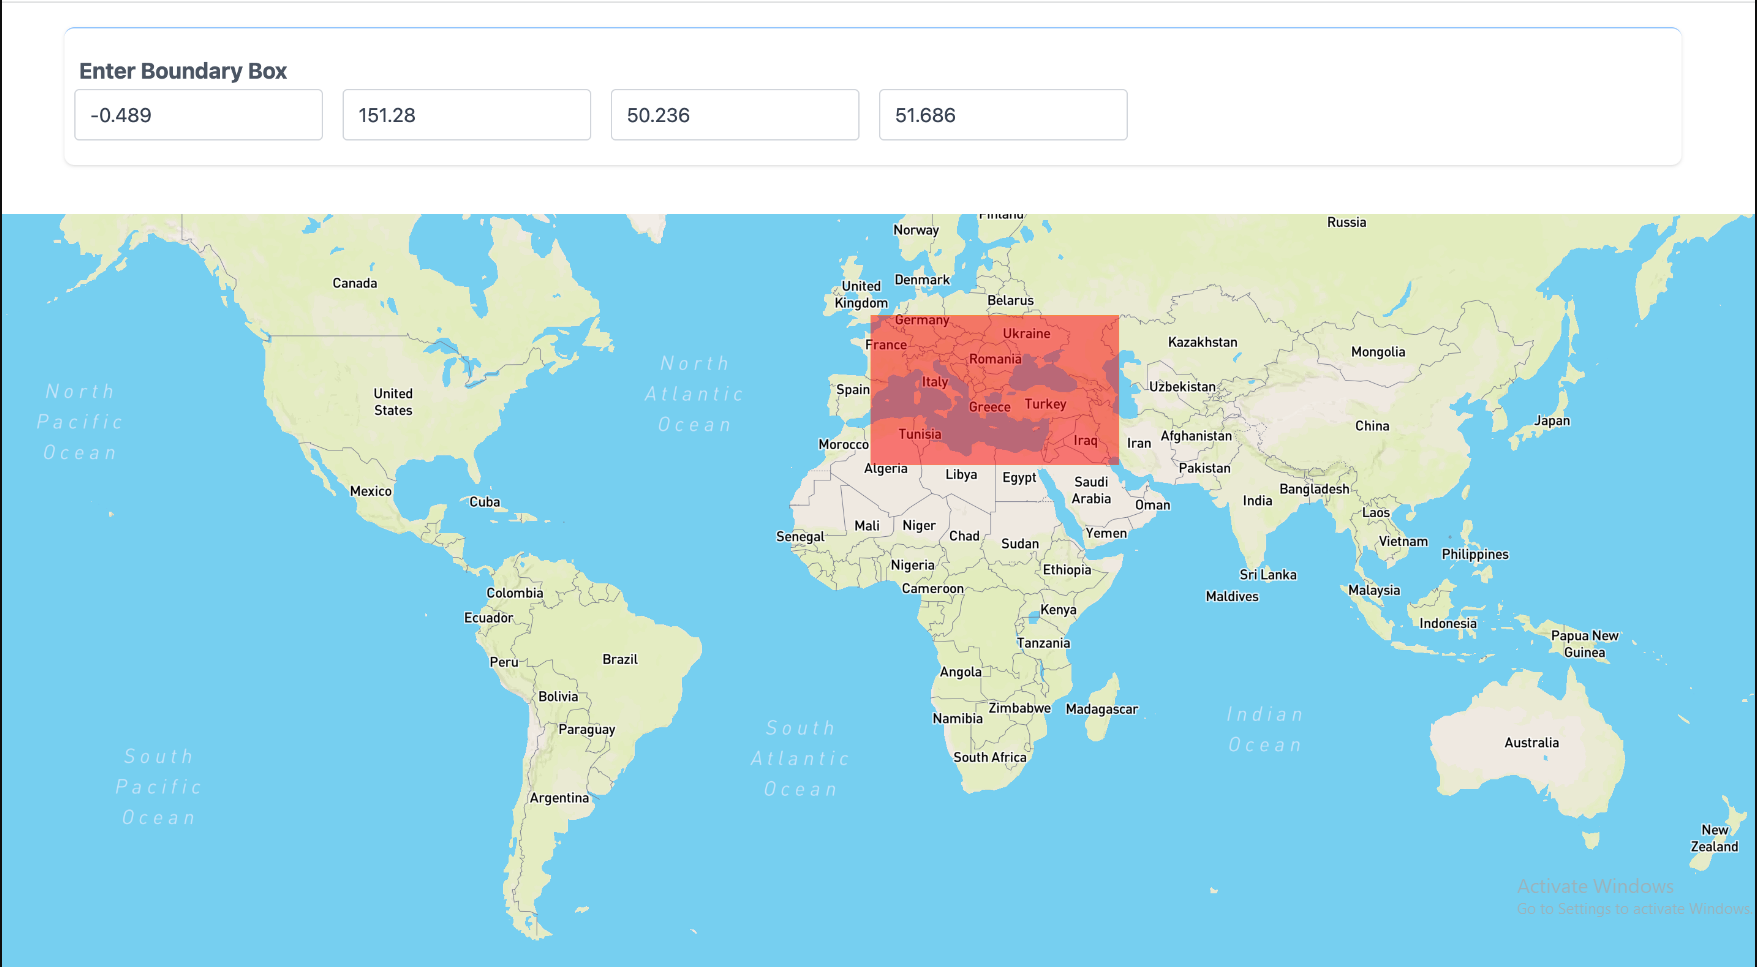 Enter Boundary Box
-0.489 151.28 50.236 51.686
Finland
Russia
Norway
Denmark
Canada
United
Kingdom
Belarus
Germany
Ukraine
France
Kazakhstan
Mongolia
Romania
North
Atlantic
Ocean
North
Pacific
Ocean
United
States
Spain
Italy
Uzbekistan
Greece
Turkey
Japan
China
Tunisia
Morocco
Iraq
Iran
Afghanistan
Algeria
Libya
Egypt
Pakistan
Saudi
Arabia
Mexico
Cuba
Oman
India
Bangladesh
Laos
Mali
Niger
Chad
Sudan
Yemen
Senegal
Vietnam
Philippines
Nigeria
Ethiopia
Cameroon
Sri Lanka
Maldives
Malaysia
Colombia
Ecuador
Kenya
Indonesia
Tanzania
Papua New
Guinea
Peru
Brazil
Angola
Bolivia
Zimbabwe
Madagascar
Namibia
Paraguay
South
Atlantic
Ocean
Indian
Ocean
Australia
South Africa
South
Pacific
Ocean
Argentina
New
Zealand
Activate Windows
Go to Settings to activate Windows.